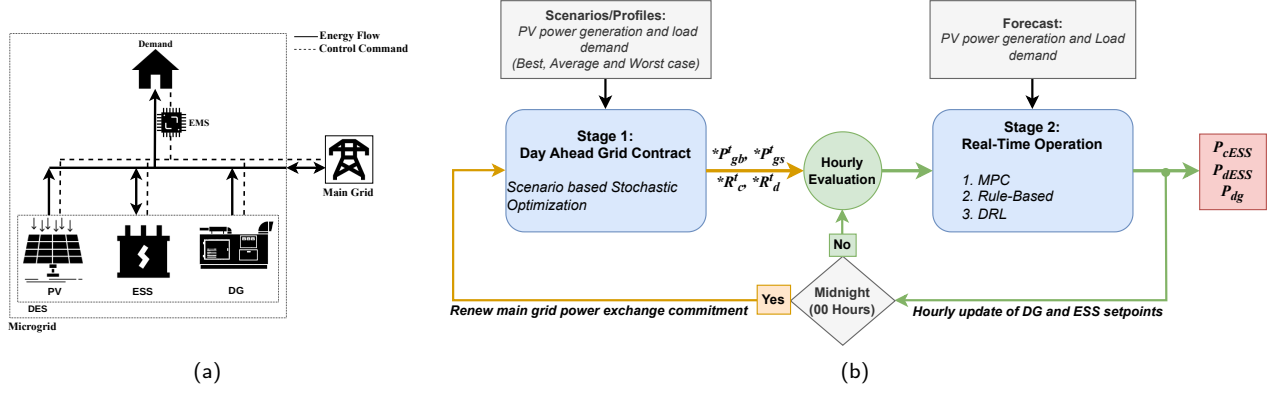 Energy Flow
Control Command
Demand
EMS
Main Grid
PV
ESS
DG
DES
Microgrid
(a)
Scenarios/Profiles:
PV power generation and load
demand
(Best, Average and Worst case)
Forecast:
PV power generation and Load
demand
Stage 1:
Day Ahead Grid Contract
Scenario based Stochastic
Optimization
*P^t_gb, *P^t_gs
*R^t_c, *R^t_d
Hourly
Evaluation
Stage 2:
Real-Time Operation
1. MPC
2. Rule-Based
3. DRL
P_cESS
P_dESS
P_dg
No
Yes
Midnight
(00 Hours)
Renew main grid power exchange commitment
Hourly update of DG and ESS setpoints
(b)